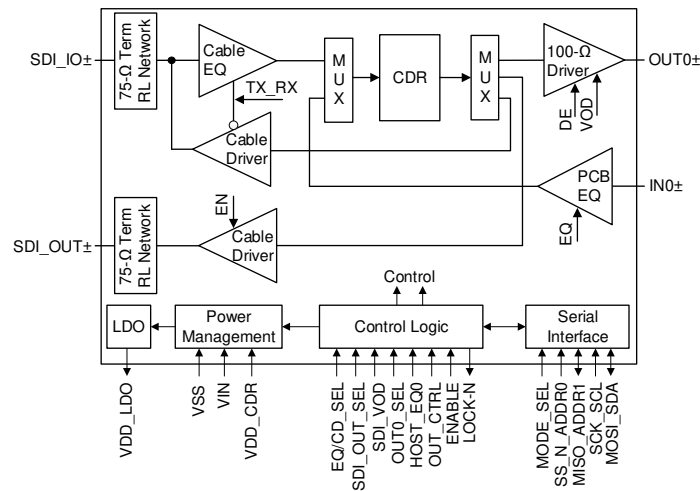 SDI_IO±
75-Ω Term
RL Network
Cable
EQ
TX_RX
Cable
Driver
M
U
X
CDR
M
U
X
100-Ω
Driver
OUT0±
DE
VOD
PCB
EQ
IN0±
EQ
SDI_OUT±
75-Ω Term
RL Network
EN
Cable
Driver
Control
LDO
Power
Management
Control Logic
Serial
Interface
VDD_LDO
VSS
VIN
VDD_CDR
EQ/CD_SEL
SDI_OUT_SEL
SDI_VOD
OUT0_SEL
HOST_EQ0
OUT_CTRL
ENABLE
LOCK-N
MODE_SEL
SS_N_ADDR0
MISO_ADDR1
SCK_SCL
MOSI_SDA